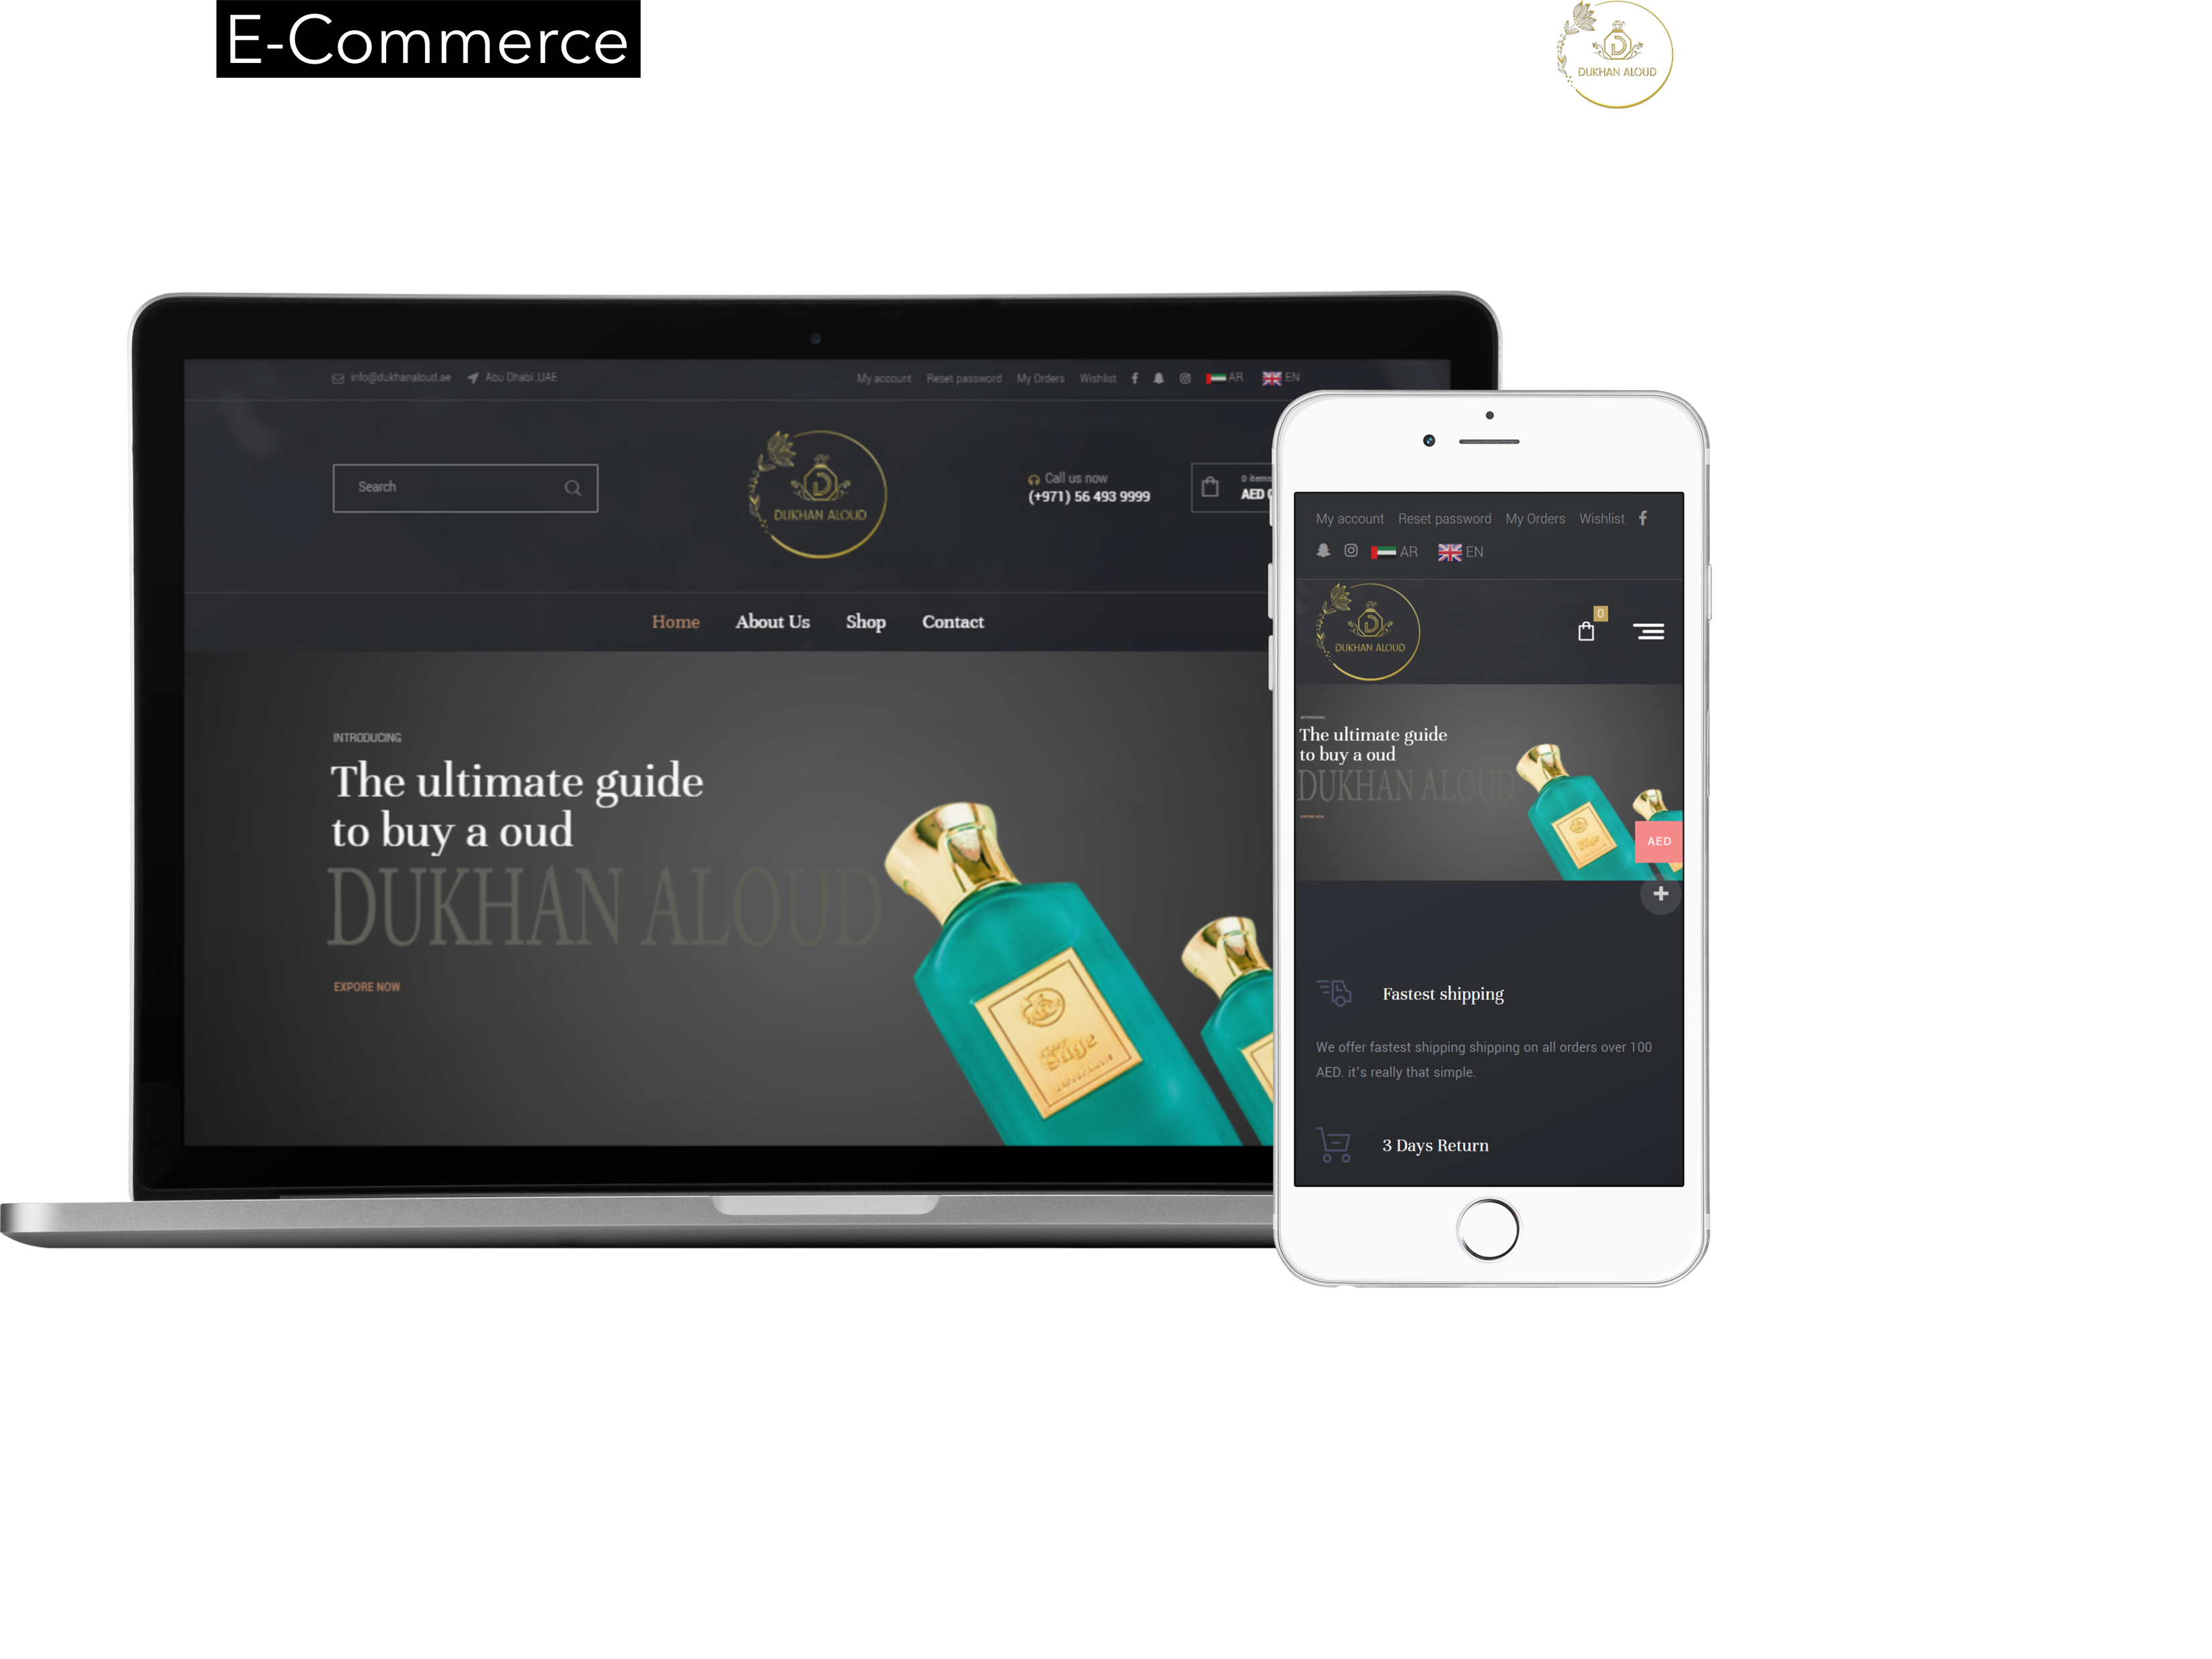 E-Commerce
DUKHAN ALOUD
info@dukhanaloud.ae Abu Dhabi ,UAE My account Reset password My Orders Wishlist AR EN
Search
DUKHAN ALOUD
Call us now
(+971) 56 493 9999
0 items
AED
Home About Us Shop Contact
INTRODUCING
The ultimate guide
to buy a oud
DUKHAN ALOUD
EXPORE NOW
Sage
My account Reset password My Orders Wishlist
AR EN
DUKHAN ALOUD
0
INTRODUCING
The ultimate guide
to buy a oud
DUKHAN ALOUD
EXPORE NOW
AED
Fastest shipping
We offer fastest shipping shipping on all orders over 100
AED. it's really that simple.
3 Days Return